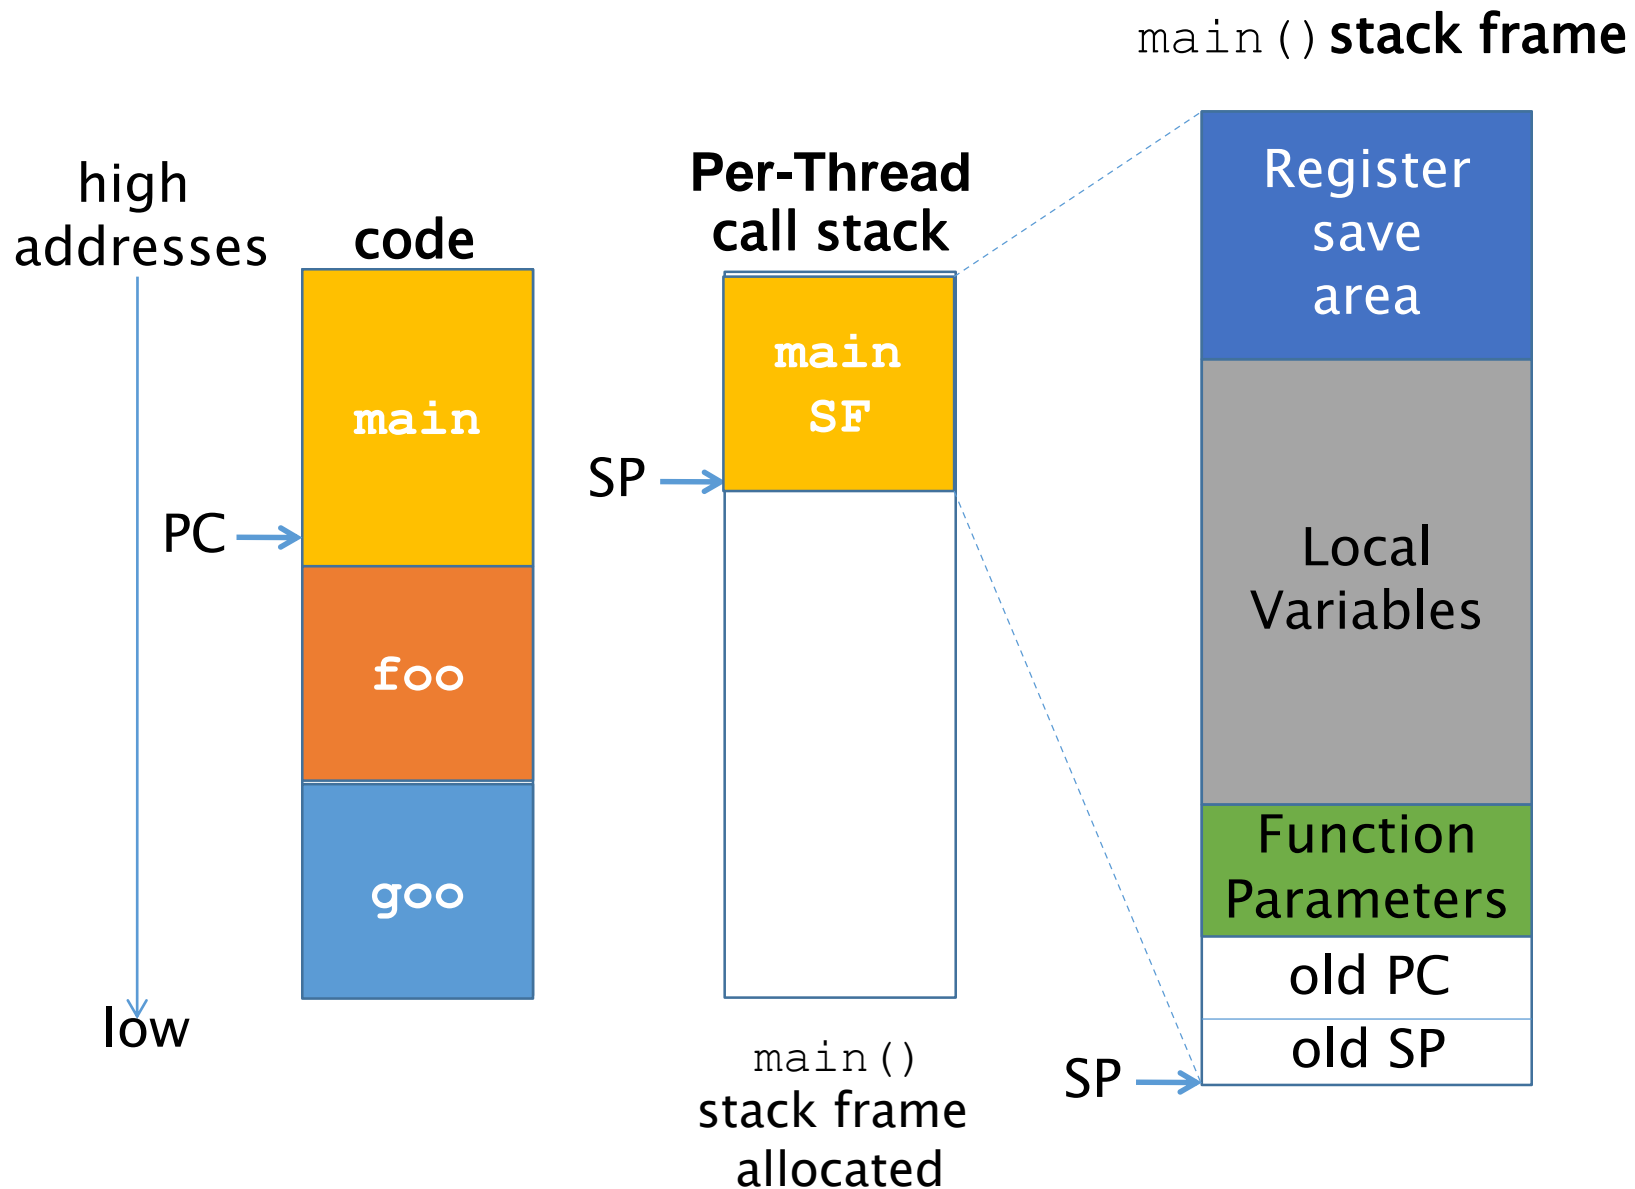 main() stack frame
high
addresses
code
main
foo
goo
PC
low
Per-Thread
call stack
main
SF
SP
main()
stack frame
allocated
Register
save
area
Local
Variables
Function
Parameters
old PC
old SP
SP